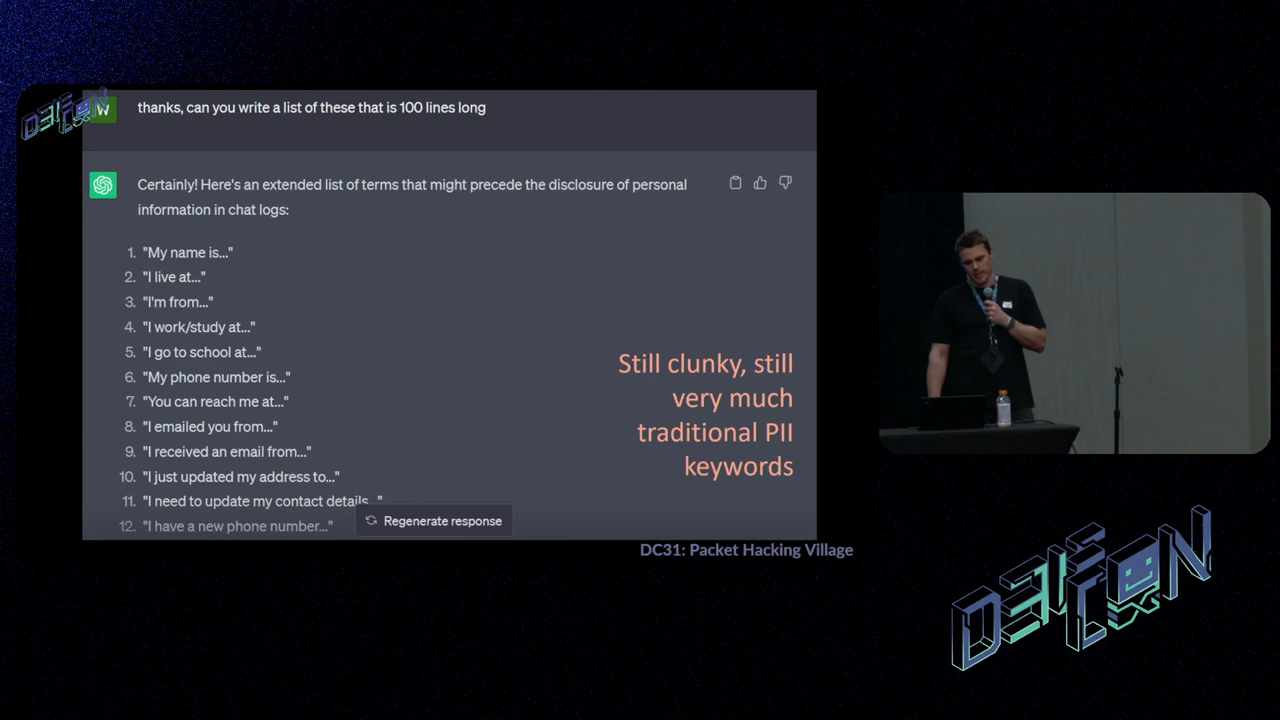 DEFCON
W
thanks, can you write a list of these that is 100 lines long
Certainly! Here's an extended list of terms that might precede the disclosure of personal
information in chat logs:
1. "My name is..."
2. "I live at..."
3. "I'm from..."
4. "I work/study at..."
5. "I go to school at..."
6. "My phone number is..."
7. "You can reach me at..."
8. "I emailed you from..."
9. "I received an email from..."
10. "I just updated my address to..."
11. "I need to update my contact details..."
12. "I have a new phone number..."
Regenerate response
Still clunky, still
very much
traditional PII
keywords
DC31: Packet Hacking Village
DEFCON